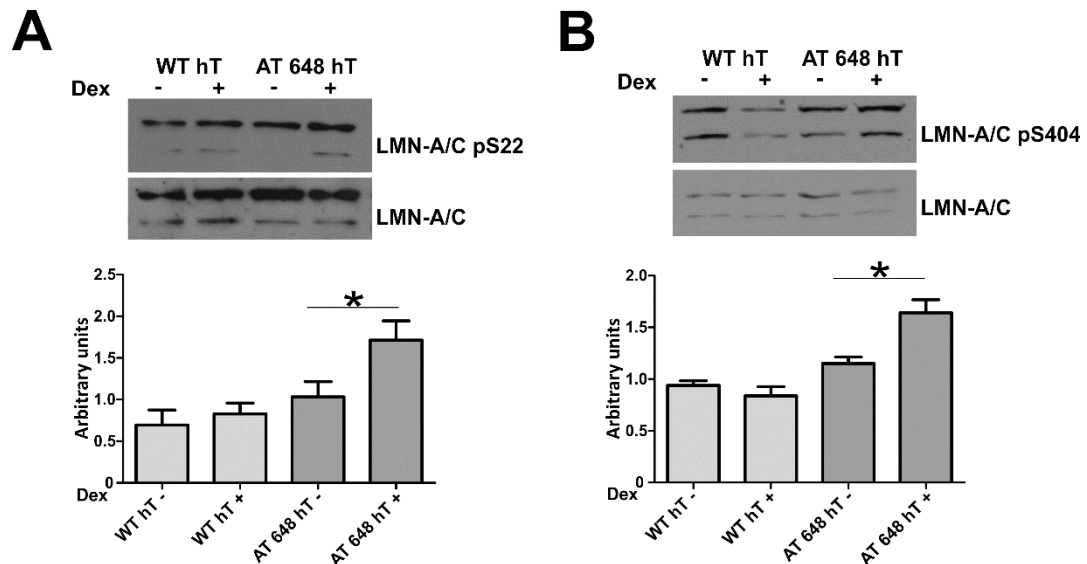 A
WT hT AT 648 hT
Dex - + - +
LMN-A/C pS22
LMN-A/C
2.5
2.0
1.5
1.0
0.5
0
Arbitrary units
*
Dex
WT hT -
WT hT +
AT 648 hT -
AT 648 hT +
B
WT hT AT 648 hT
Dex - + - +
LMN-A/C pS404
LMN-A/C
2.0
1.5
1.0
0.5
0
Arbitrary units
*
Dex
WT hT -
WT hT +
AT 648 hT -
AT 648 hT +